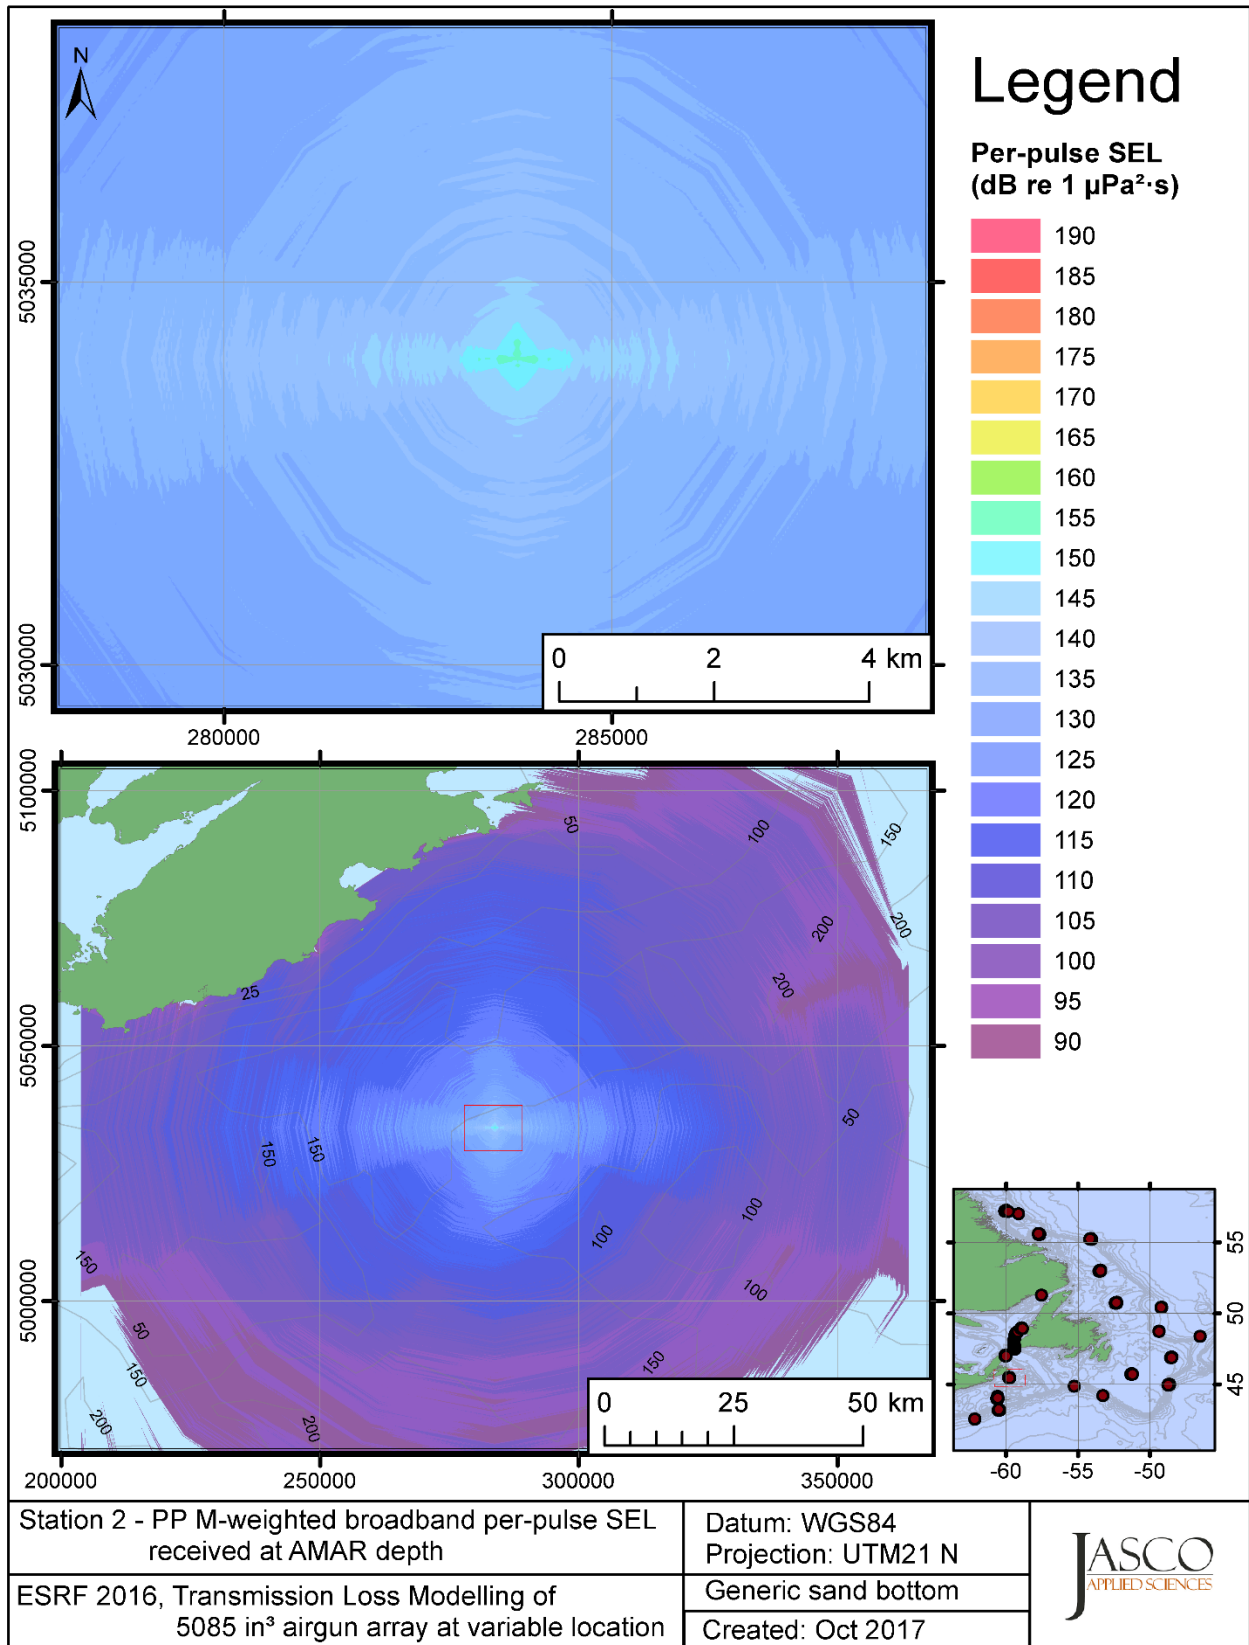 N
5035000
5030000
0 2 4 km
280000 285000
Legend
Per-pulse SEL
(dB re 1 µPa²·s)
190
185
180
175
170
165
160
155
150
145
140
135
130
125
120
115
110
105
100
95
90
5100000
5050000
5000000
50
100
150
200
200
200
25
150
150
50
100
100
100
150
150
50
150
200
200
0 25 50 km
200000 250000 300000 350000
55
50
45
-60 -55 -50
Station 2 - PP M-weighted broadband per-pulse SEL
received at AMAR depth
ESRF 2016, Transmission Loss Modelling of
5085 in³ airgun array at variable location
Datum: WGS84
Projection: UTM21 N
Generic sand bottom
Created: Oct 2017
JASCO
APPLIED SCIENCES